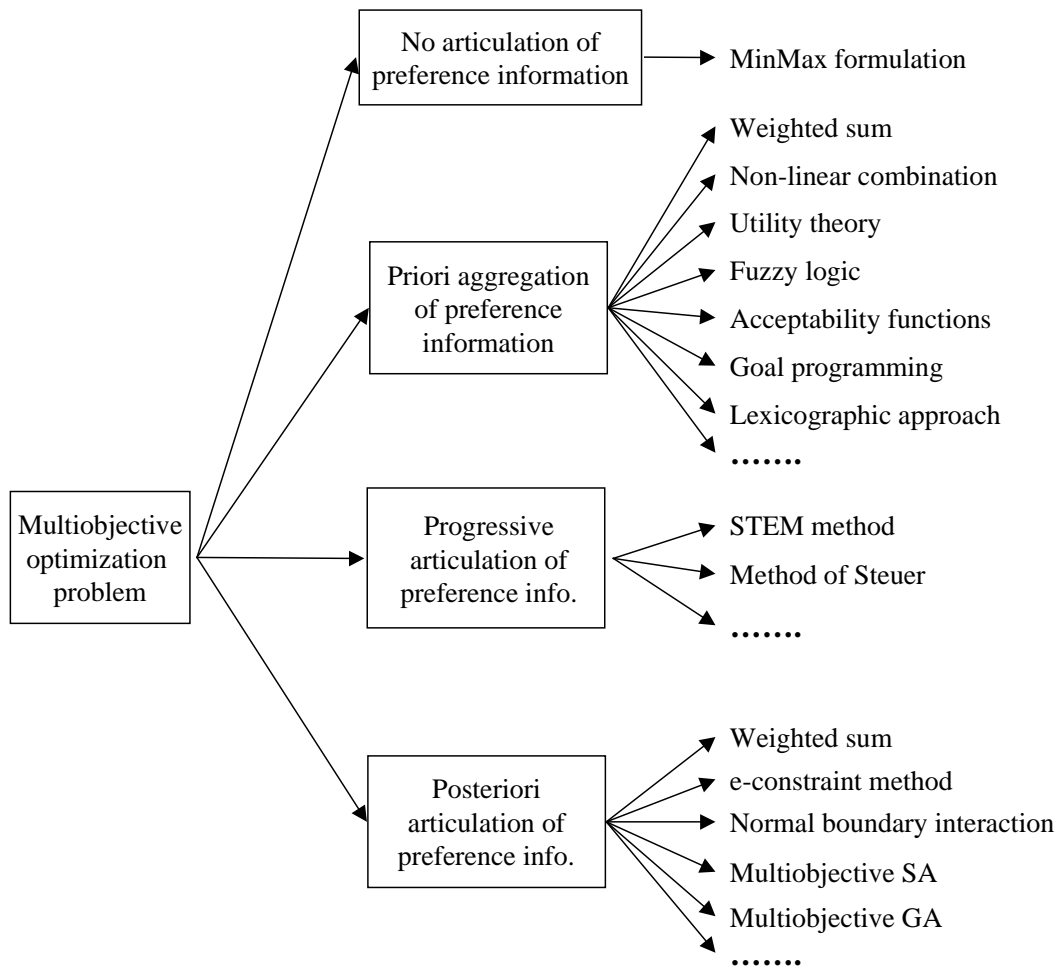 No articulation of
preference information
MinMax formulation
Weighted sum
Non-linear combination
Utility theory
Priori aggregation
of preference
information
Fuzzy logic
Acceptability functions
Goal programming
Lexicographic approach
.......
Multiobjective
optimization
problem
Progressive
articulation of
preference info.
STEM method
Method of Steuer
.......
Posteriori
articulation of
preference info.
Weighted sum
e-constraint method
Normal boundary interaction
Multiobjective SA
Multiobjective GA
.......